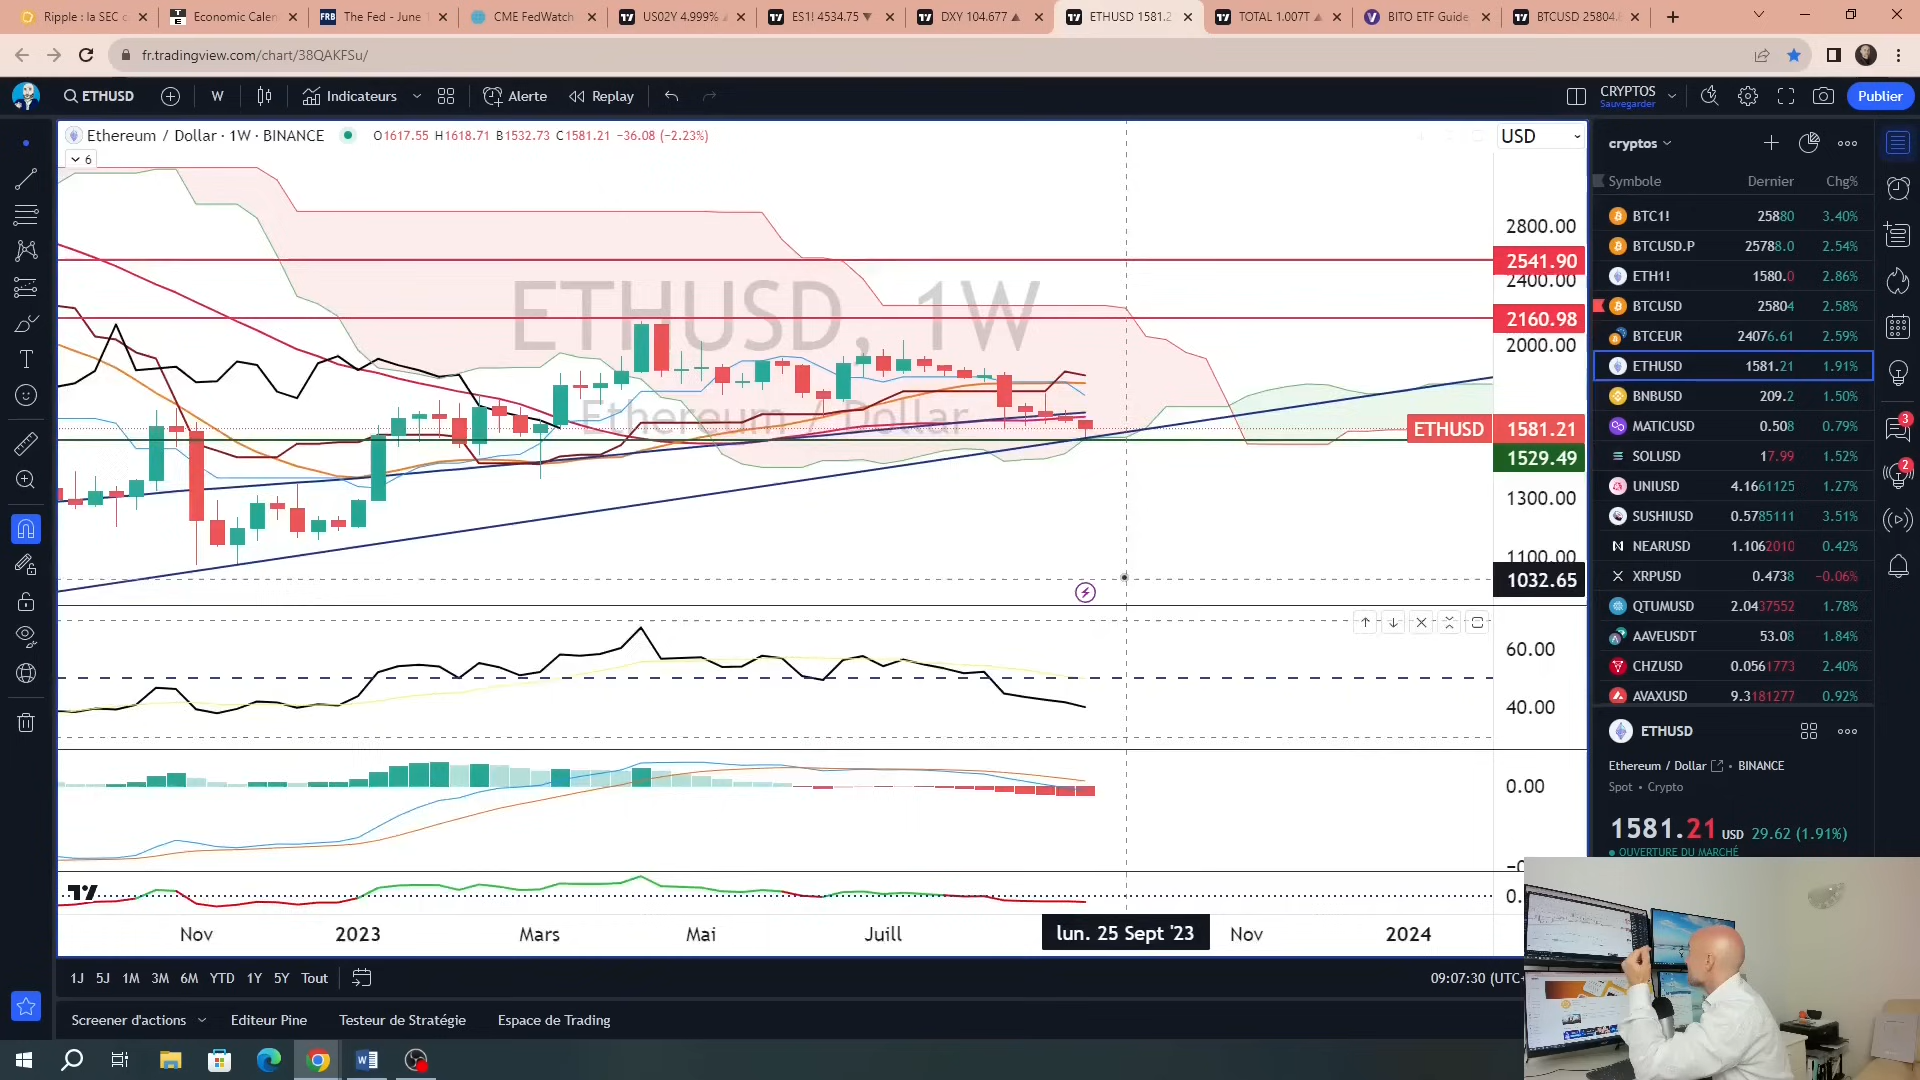 Ripple : la SEC c
Economic Calen
The Fed - June 1
CME FedWatch
US02Y 4.999% ▲
ES1! 4534.75 ▼
DXY 104.677 ▲
ETHUSD 1581.2
TOTAL 1.007T ▲
BITO ETF Guide
BTCUSD 25804.
fr.tradingview.com/chart/38QAKFSu/
ETHUSD
W
Indicateurs
Alerte
Replay
CRYPTOS
Sauvegarder
Publier
Ethereum / Dollar · 1W · BINANCE
O1617.55 H1618.71 B1532.73 C1581.21 −36.08 (−2.23%)
6
USD
ETHUSD, 1W
Ethereum / Dollar
2800.00
2541.90
2400.00
2160.98
2000.00
ETHUSD 1581.21
1529.49
1300.00
1100.00
1032.65
60.00
40.00
0.00
−0
0.
Nov
2023
Mars
Mai
Juill
lun. 25 Sept '23
Nov
2024
1J 5J 1M 3M 6M YTD 1Y 5Y Tout
09:07:30 (UTC+
Screener d'actions
Editeur Pine
Testeur de Stratégie
Espace de Trading
cryptos
Symbole Dernier Chg%
BTC1! 25880 3.40%
BTCUSD.P 25788.0 2.54%
ETH1! 1580.0 2.86%
BTCUSD 25804 2.58%
BTCEUR 24076.61 2.59%
ETHUSD 1581.21 1.91%
BNBUSD 209.2 1.50%
MATICUSD 0.508 0.79%
SOLUSD 17.99 1.52%
UNIUSD 4.1661125 1.27%
SUSHIUSD 0.5785111 3.51%
NEARUSD 1.1062010 0.42%
XRPUSD 0.4738 −0.06%
QTUMUSD 2.0437552 1.78%
AAVEUSDT 53.08 1.84%
CHZUSD 0.0561773 2.40%
AVAXUSD 9.3181277 0.92%
3
2
ETHUSD
Ethereum / Dollar • BINANCE
Spot • Crypto
1581.21 USD 29.62 (1.91%)
OUVERTURE DU MARCHÉ